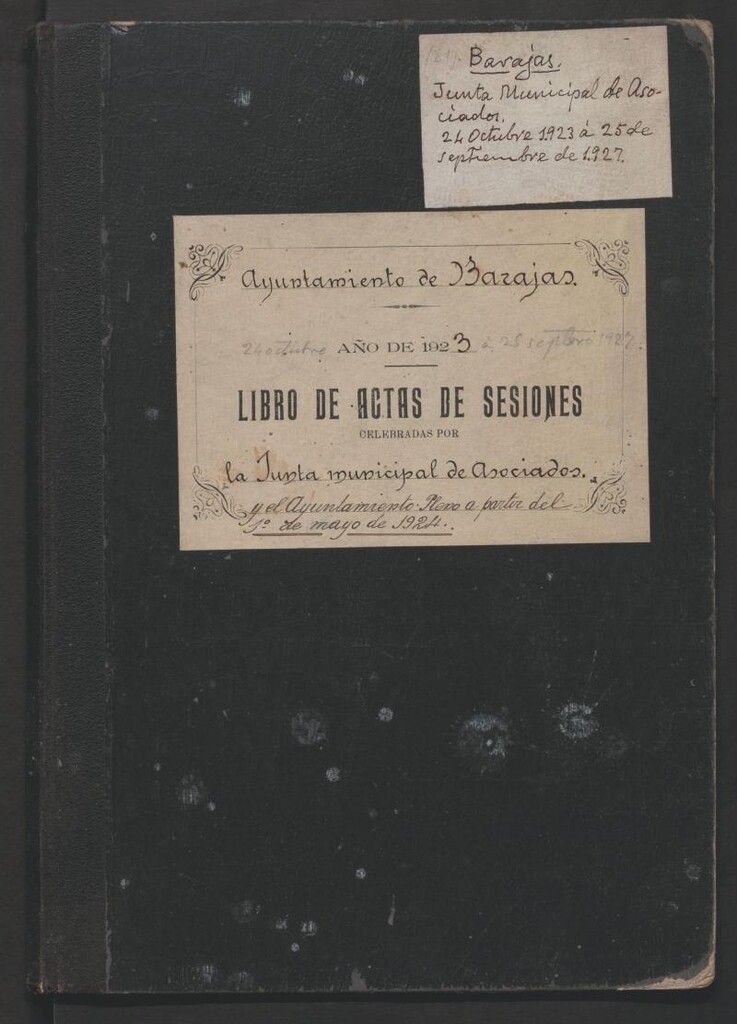 Barajas.
Junta Municipal de Aso-
ciados.
24 Octubre 1923 á 25 de
septiembre de 1927.
Ayuntamiento de Barajas.
24 octubre AÑO DE 1923 a 25 septbre 1927
LIBRO DE ACTAS DE SESIONES
CELEBRADAS POR
la Junta municipal de Asociados.
y el Ayuntamiento Pleno a partir del
1º de mayo de 1924.